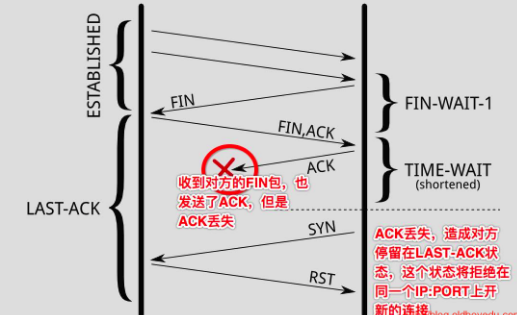 ESTABLISHED
FIN
FIN-WAIT-1
FIN,ACK
ACK
TIME-WAIT
(shortened)
收到对方的FIN包，也
发送了ACK，但是
ACK丢失
LAST-ACK
SYN
ACK丢失，造成对方
停留在LAST-ACK状
态，这个状态将拒绝在
同一个IP:PORT上开
新的连接
RST
blog.oldboyedu.com